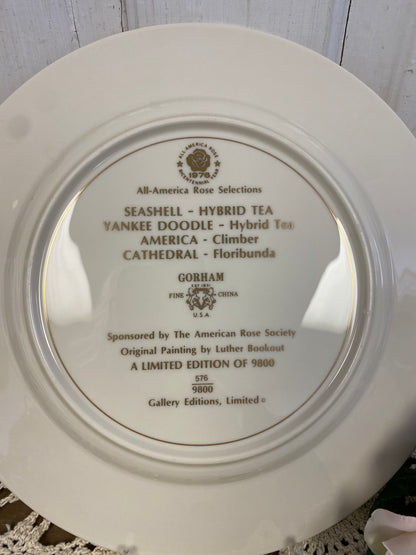 ALL-AMERICA ROSE
1976
BICENTENNIAL YEAR
All-America Rose Selections
SEASHELL - HYBRID TEA
YANKEE DOODLE - Hybrid Tea
AMERICA - Climber
CATHEDRAL - Floribunda
GORHAM
EST 1831
FINE CHINA
U.S.A.
Sponsored by The American Rose Society
Original Painting by Luther Bookout
A LIMITED EDITION OF 9800
576
9800
Gallery Editions, Limited ©